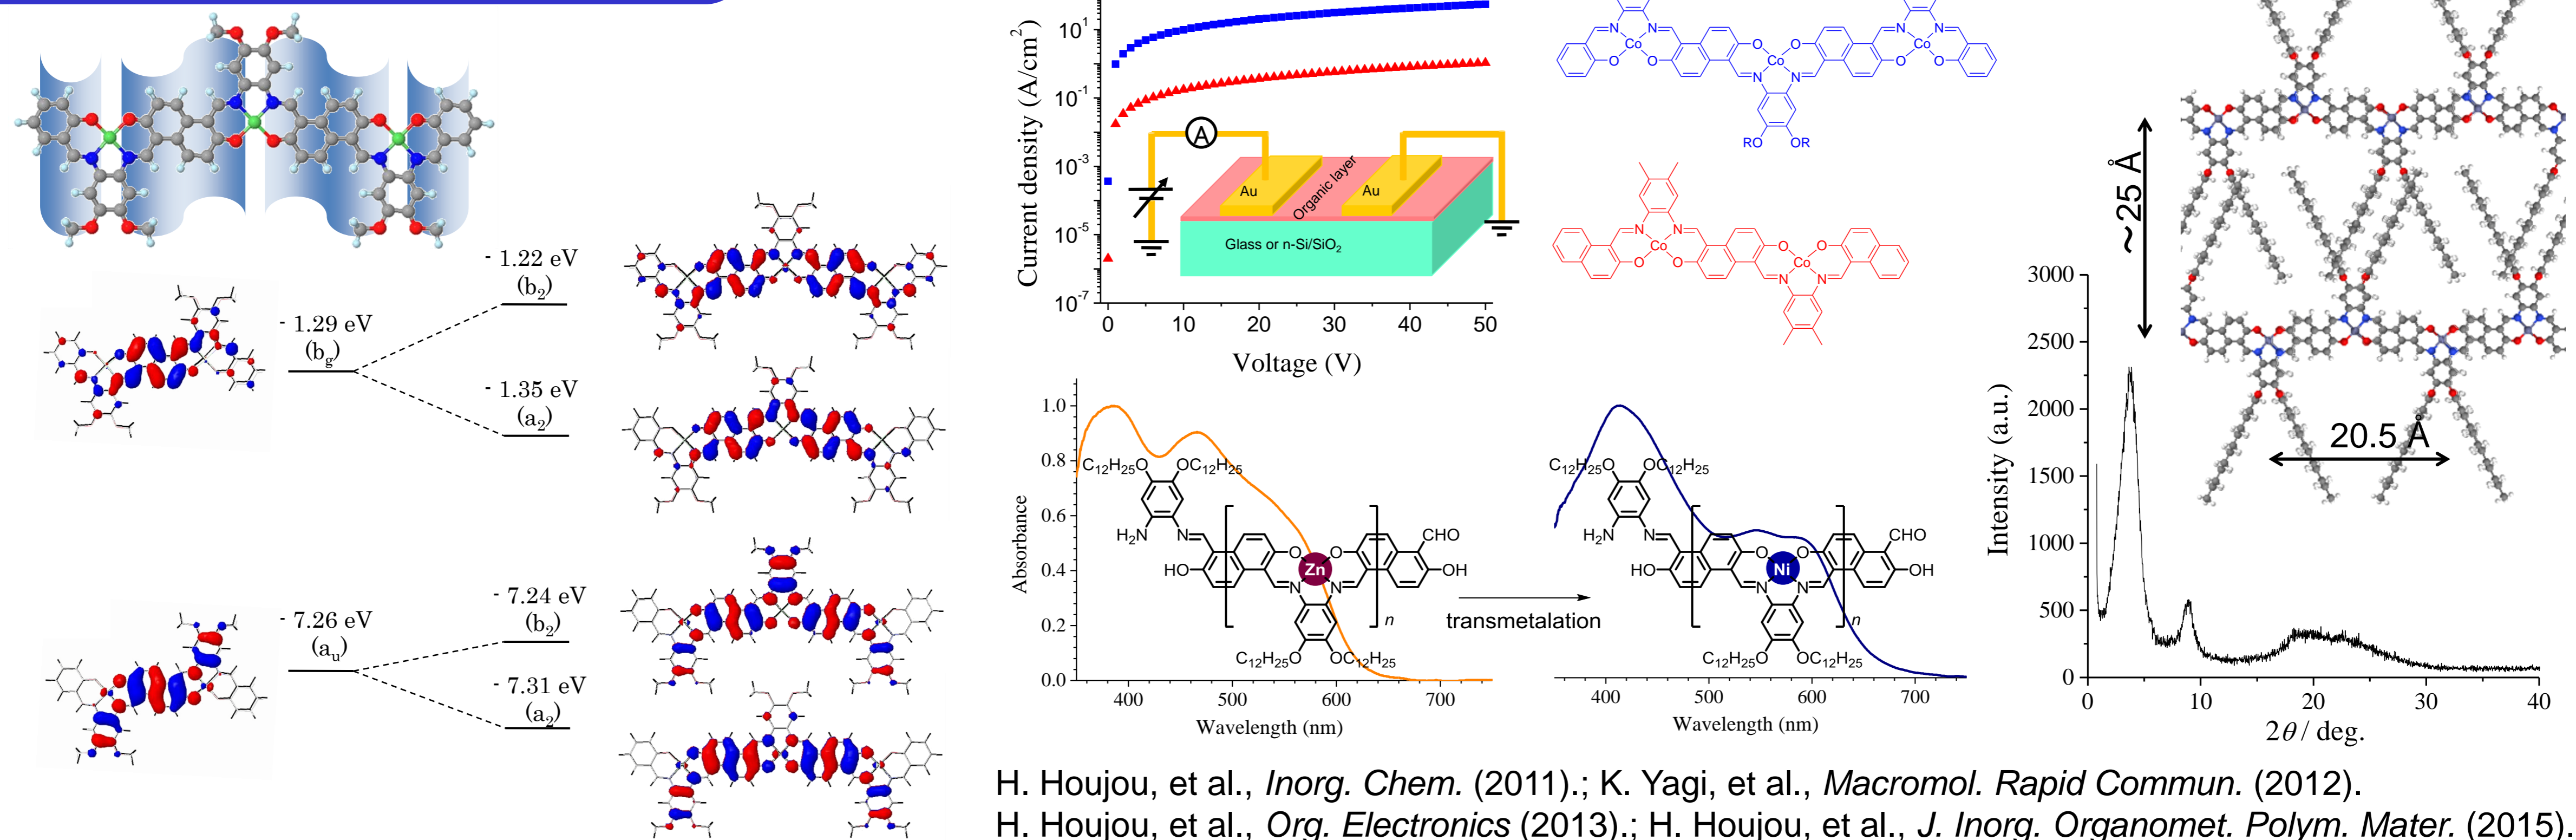 - 1.22 eV
(b2)
- 1.29 eV
(bg)
- 1.35 eV
(a2)
- 7.24 eV
(b2)
- 7.26 eV
(au)
- 7.31 eV
(a2)
Current density (A/cm2)
10^1
10^-1
10^-3
10^-5
10^-7
0 10 20 30 40 50
Voltage (V)
A
Au
Organic layer
Au
Glass or n-Si/SiO2
N N N N
Co O O Co
O O Co O O
N N
RO OR
N N
Co O O
O O Co
N N
Absorbance
1.0
0.8
0.6
0.4
0.2
0.0
400 500 600 700
Wavelength (nm)
C12H25O OC12H25
H2N N
CHO
O O
HO Zn OH
N N
n
C12H25O OC12H25
transmetalation
C12H25O OC12H25
H2N N
CHO
O O
HO Ni OH
N N
n
C12H25O OC12H25
400 500 600 700
Wavelength (nm)
~25 Å
20.5 Å
Intensity (a.u.)
3000
2500
2000
1500
1000
500
0
0 10 20 30 40
2θ / deg.
H. Houjou, et al., Inorg. Chem. (2011).; K. Yagi, et al., Macromol. Rapid Commun. (2012).
H. Houjou, et al., Org. Electronics (2013).; H. Houjou, et al., J. Inorg. Organomet. Polym. Mater. (2015)